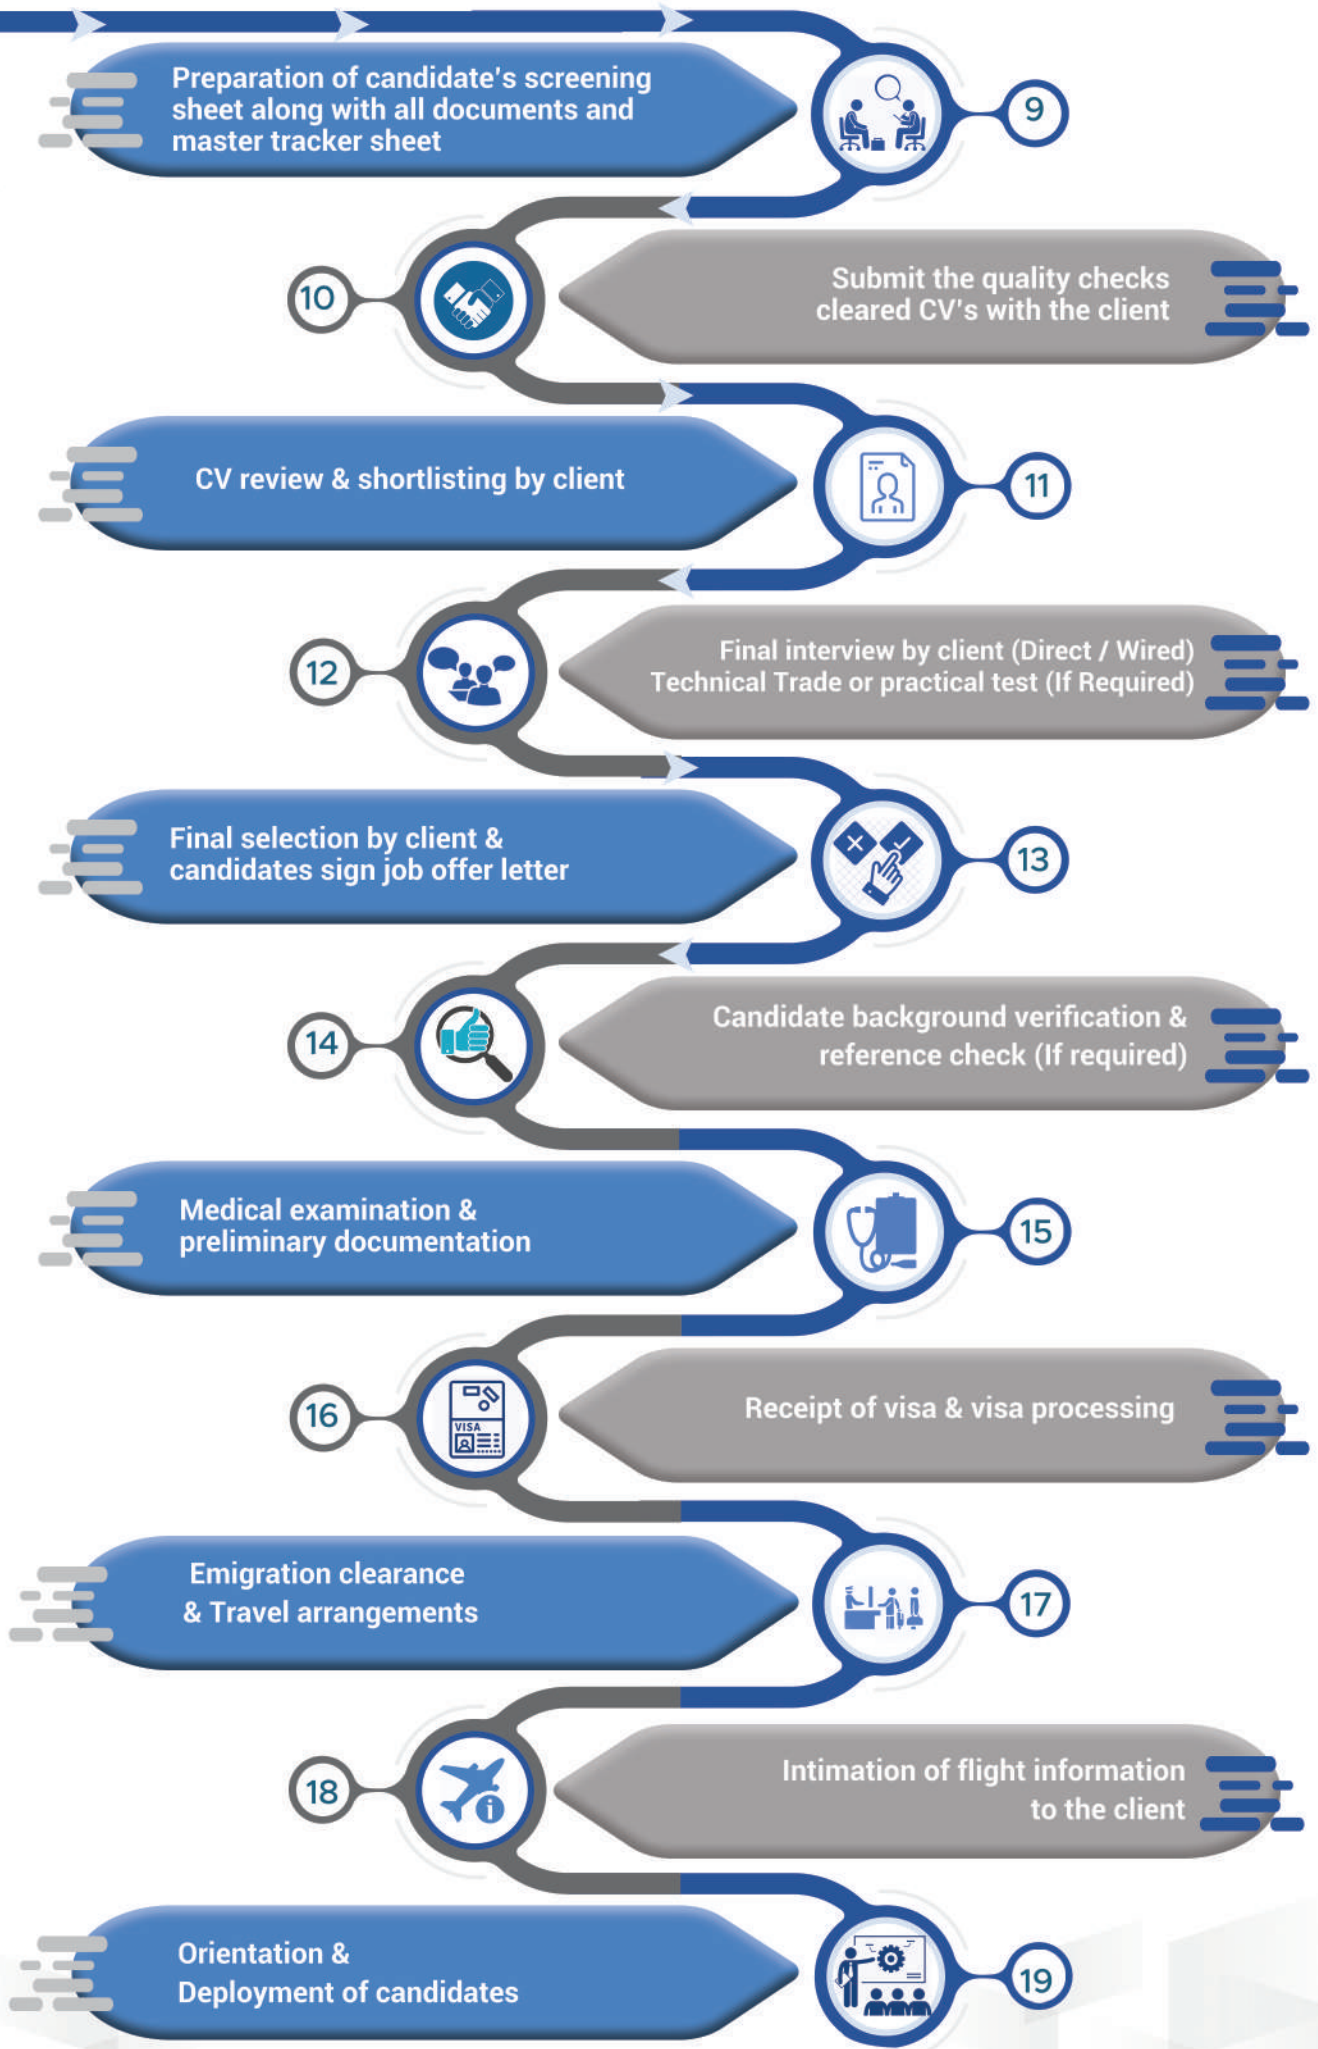 Preparation of candidate's screening
sheet along with all documents and
master tracker sheet
9
10
Submit the quality checks
cleared CV's with the client
CV review & shortlisting by client
11
12
Final interview by client (Direct / Wired)
Technical Trade or practical test (If Required)
Final selection by client &
candidates sign job offer letter
13
14
Candidate background verification &
reference check (If required)
Medical examination &
preliminary documentation
15
16
VISA
Receipt of visa & visa processing
Emigration clearance
& Travel arrangements
17
18
i
Intimation of flight information
to the client
Orientation &
Deployment of candidates
19